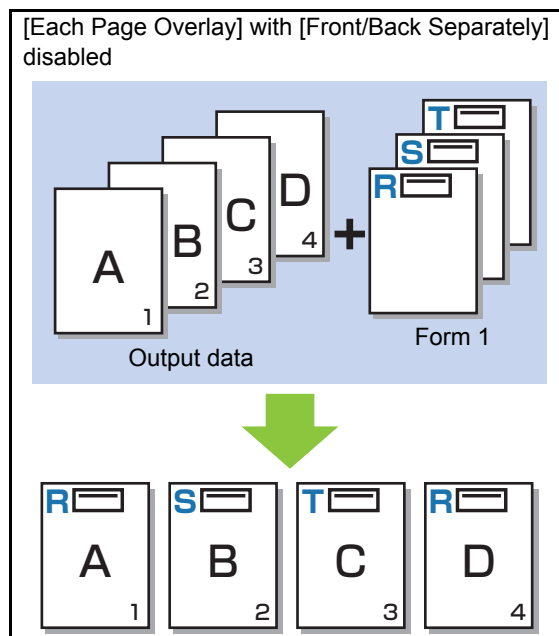 [Each Page Overlay] with [Front/Back Separately]
disabled
A
1
B
2
C
3
D
4
+
R
S
T
Output data
Form 1
R
A
1
S
B
2
T
C
3
R
D
4